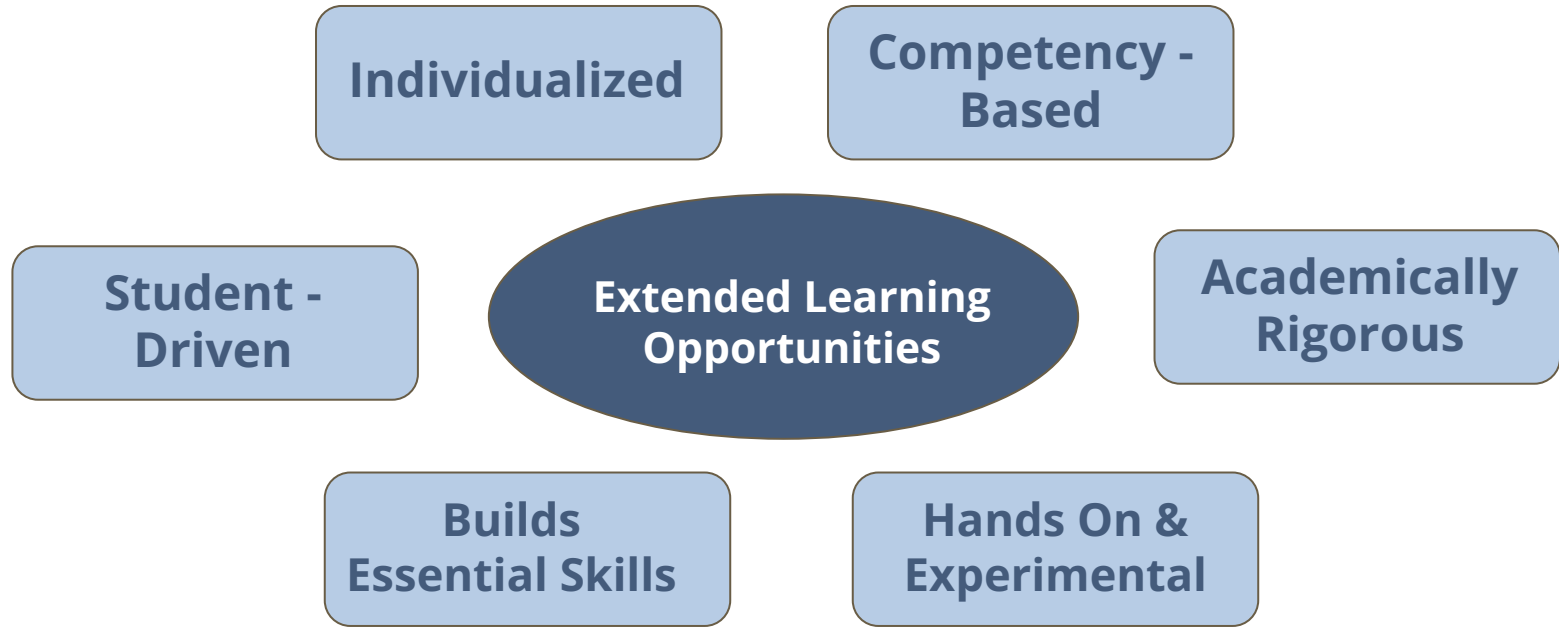 Individualized
Competency -
Based
Student -
Driven
Extended Learning
Opportunities
Academically
Rigorous
Builds
Essential Skills
Hands On &
Experimental